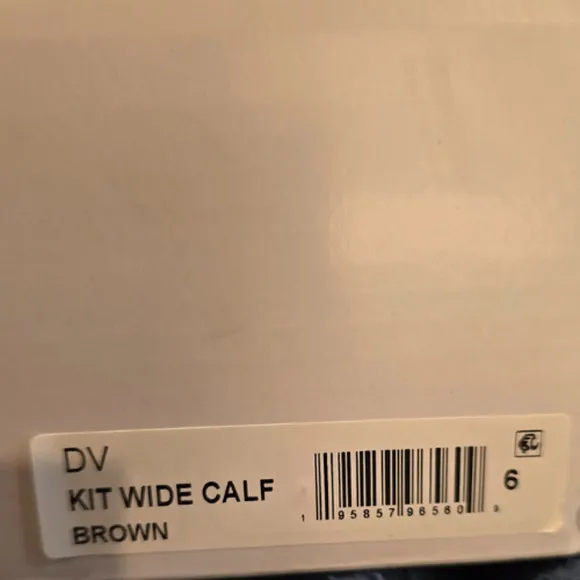 DV
KIT WIDE CALF
BROWN
6
1 95857 96560 9